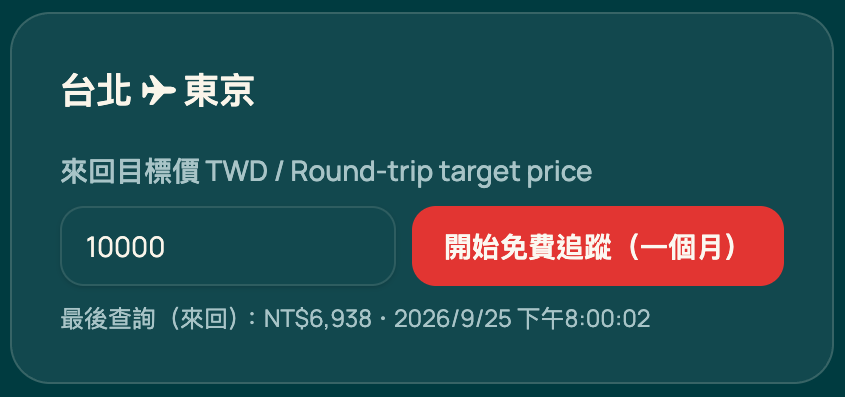 台北 ✈ 東京
來回目標價 TWD / Round-trip target price
10000
開始免費追蹤（一個月）
最後查詢（來回）：NT$6,938 · 2026/9/25 下午8:00:02